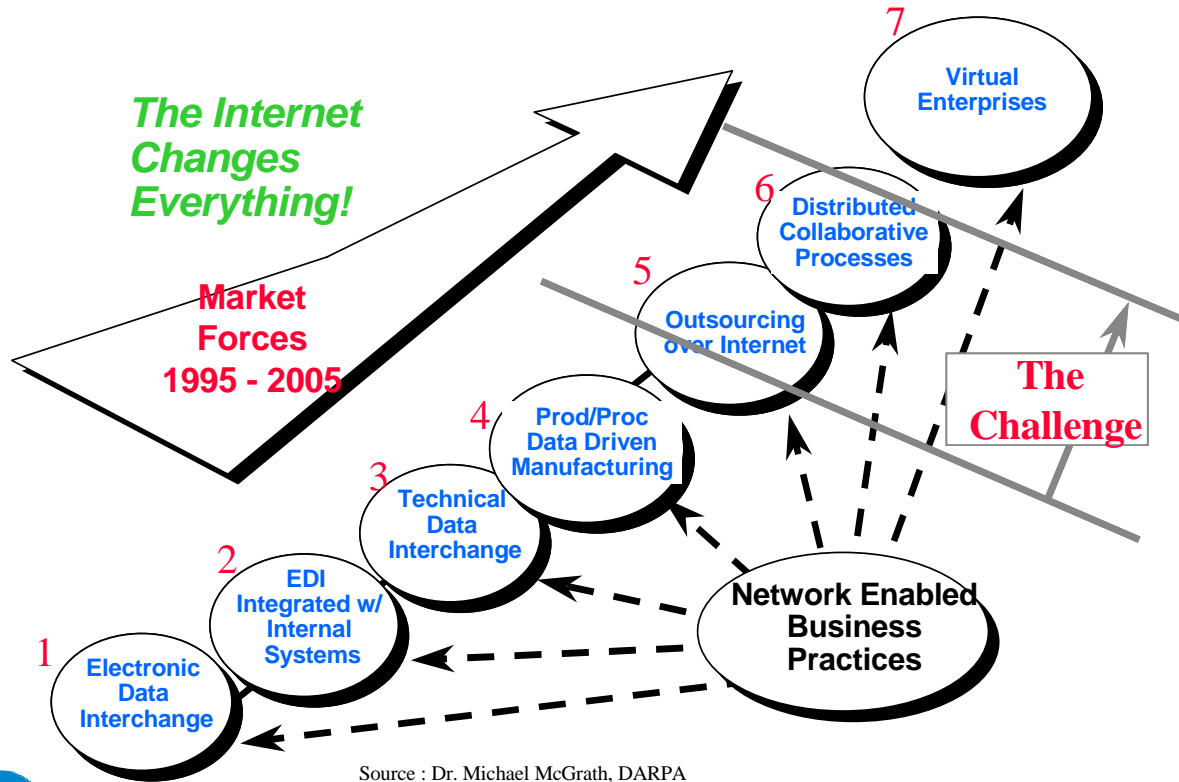 The Internet
Changes
Everything!
Market
Forces
1995 - 2005
7
Virtual
Enterprises
6
Distributed
Collaborative
Processes
5
Outsourcing
over Internet
The
Challenge
4
Prod/Proc
Data Driven
Manufacturing
3
Technical
Data
Interchange
2
EDI
Integrated w/
Internal
Systems
1
Electronic
Data
Interchange
Network Enabled
Business
Practices
Source : Dr. Michael McGrath, DARPA